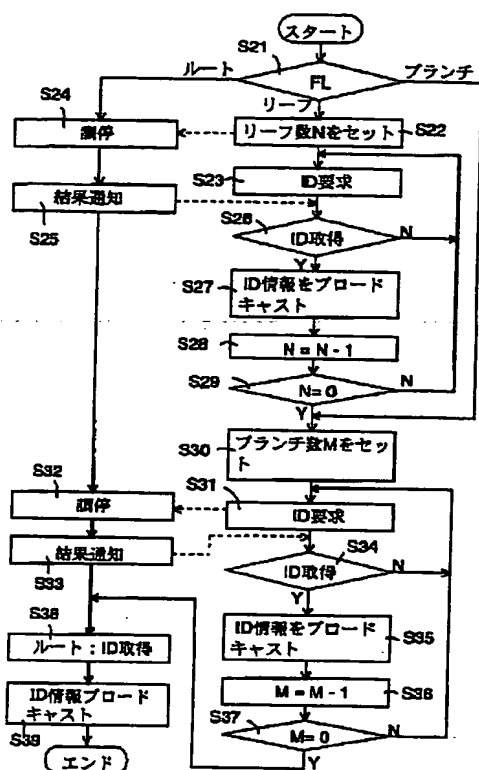 スタート
S21
ルート
FL
ブランチ
リーフ
S24
調停
リーフ数Nをセット
S22
S23
ID要求
結果通知
S25
S26
ID取得
N
Y
S27
ID情報をブロード
キャスト
S28
N = N - 1
S29
N= 0
N
Y
S30
ブランチ数Mをセッ
ト
S32
S31
調停
ID要求
結果通知
S33
S34
ID取得
N
Y
S38
ルート:ID取得
ID情報をブロード
キャスト
S35
M = M - 1
S36
ID情報ブロード
キャスト
S39
S37
M= 0
N
Y
エンド